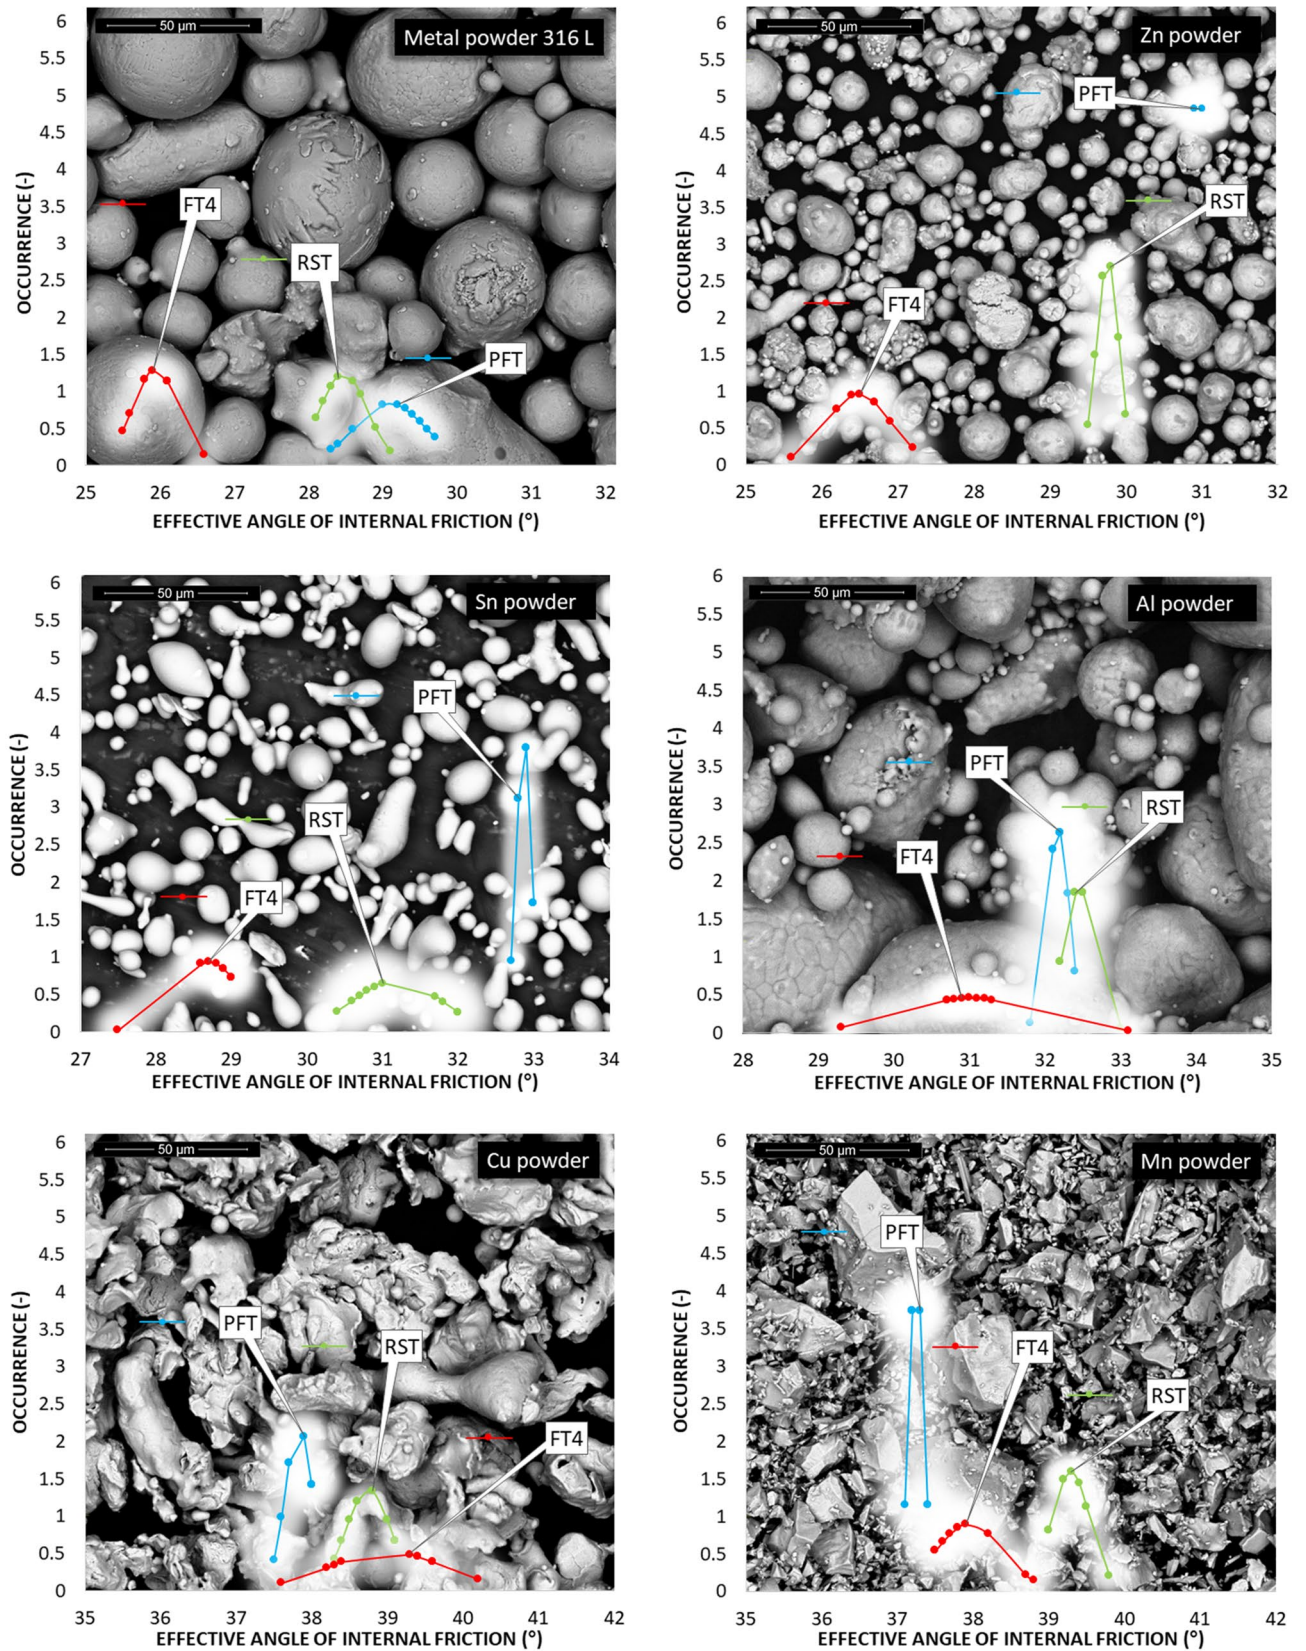 50 µm
Metal powder 316 L
6
5.5
5
4.5
4
3.5
3
2.5
2
1.5
1
0.5
0
OCCURRENCE (-)
FT4
RST
PFT
25 26 27 28 29 30 31 32
EFFECTIVE ANGLE OF INTERNAL FRICTION (°)
50 µm
Zn powder
6
5.5
5
4.5
4
3.5
3
2.5
2
1.5
1
0.5
0
OCCURRENCE (-)
PFT
RST
FT4
25 26 27 28 29 30 31 32
EFFECTIVE ANGLE OF INTERNAL FRICTION (°)
50 µm
Sn powder
6
5.5
5
4.5
4
3.5
3
2.5
2
1.5
1
0.5
0
OCCURRENCE (-)
PFT
RST
FT4
27 28 29 30 31 32 33 34
EFFECTIVE ANGLE OF INTERNAL FRICTION (°)
50 µm
Al powder
6
5.5
5
4.5
4
3.5
3
2.5
2
1.5
1
0.5
0
OCCURRENCE (-)
PFT
RST
FT4
28 29 30 31 32 33 34 35
EFFECTIVE ANGLE OF INTERNAL FRICTION (°)
50 µm
Cu powder
6
5.5
5
4.5
4
3.5
3
2.5
2
1.5
1
0.5
0
OCCURRENCE (-)
PFT
RST
FT4
35 36 37 38 39 40 41 42
EFFECTIVE ANGLE OF INTERNAL FRICTION (°)
50 µm
Mn powder
6
5.5
5
4.5
4
3.5
3
2.5
2
1.5
1
0.5
0
OCCURRENCE (-)
PFT
FT4
RST
35 36 37 38 39 40 41 42
EFFECTIVE ANGLE OF INTERNAL FRICTION (°)